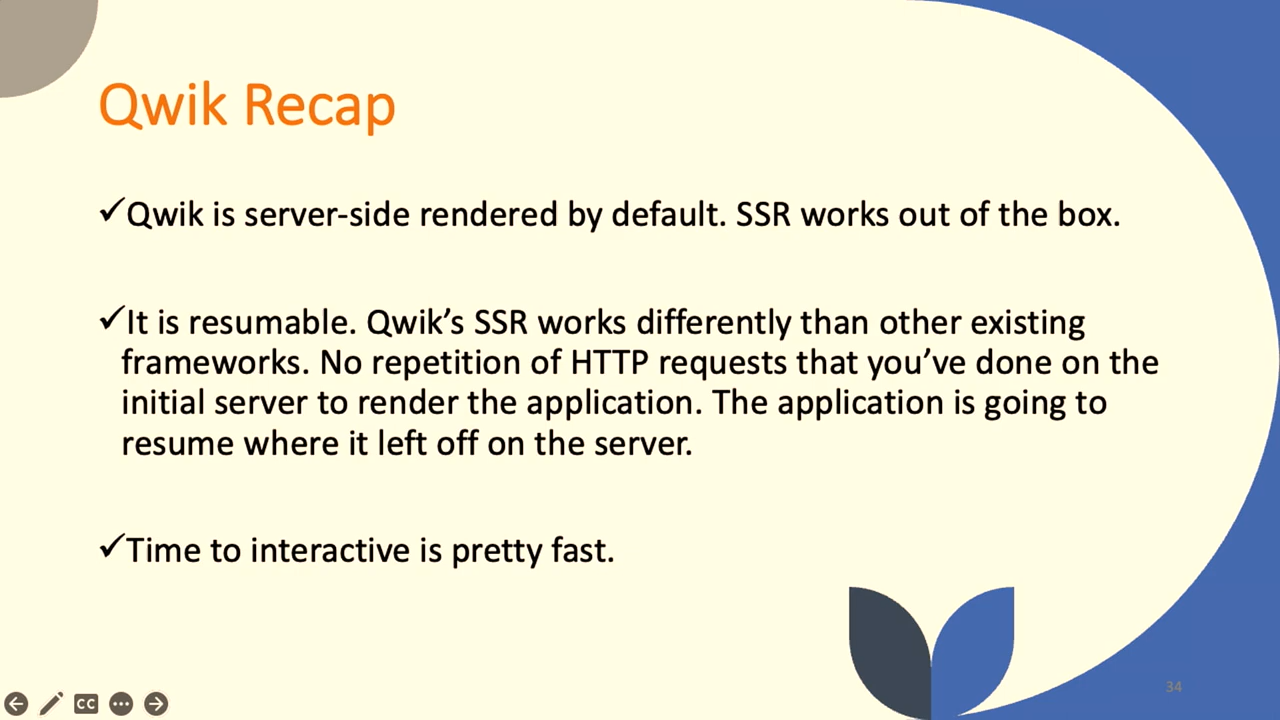 Qwik Recap
✓Qwik is server-side rendered by default. SSR works out of the box.
✓It is resumable. Qwik’s SSR works differently than other existing
frameworks. No repetition of HTTP requests that you’ve done on the
initial server to render the application. The application is going to
resume where it left off on the server.
✓Time to interactive is pretty fast.
34
CC